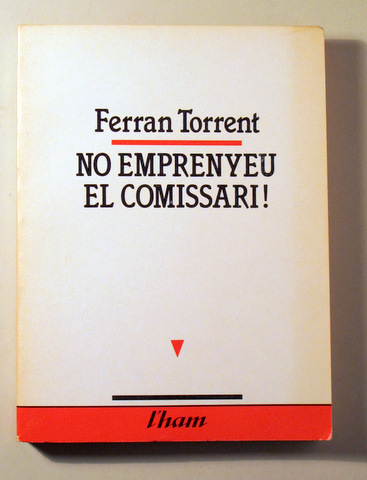 Ferran Torrent
NO EMPRENYEU
EL COMISSARI!
l'ham